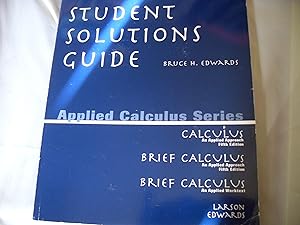 STUDENT
SOLUTIONS
GUIDE
BRUCE H. EDWARDS
Applied Calculus Series
CALCULUS
An Applied Approach
Fifth Edition
BRIEF CALCULUS
An Applied Approach
Fifth Edition
BRIEF CALCULUS
An Applied Worktext
LARSON
EDWARDS